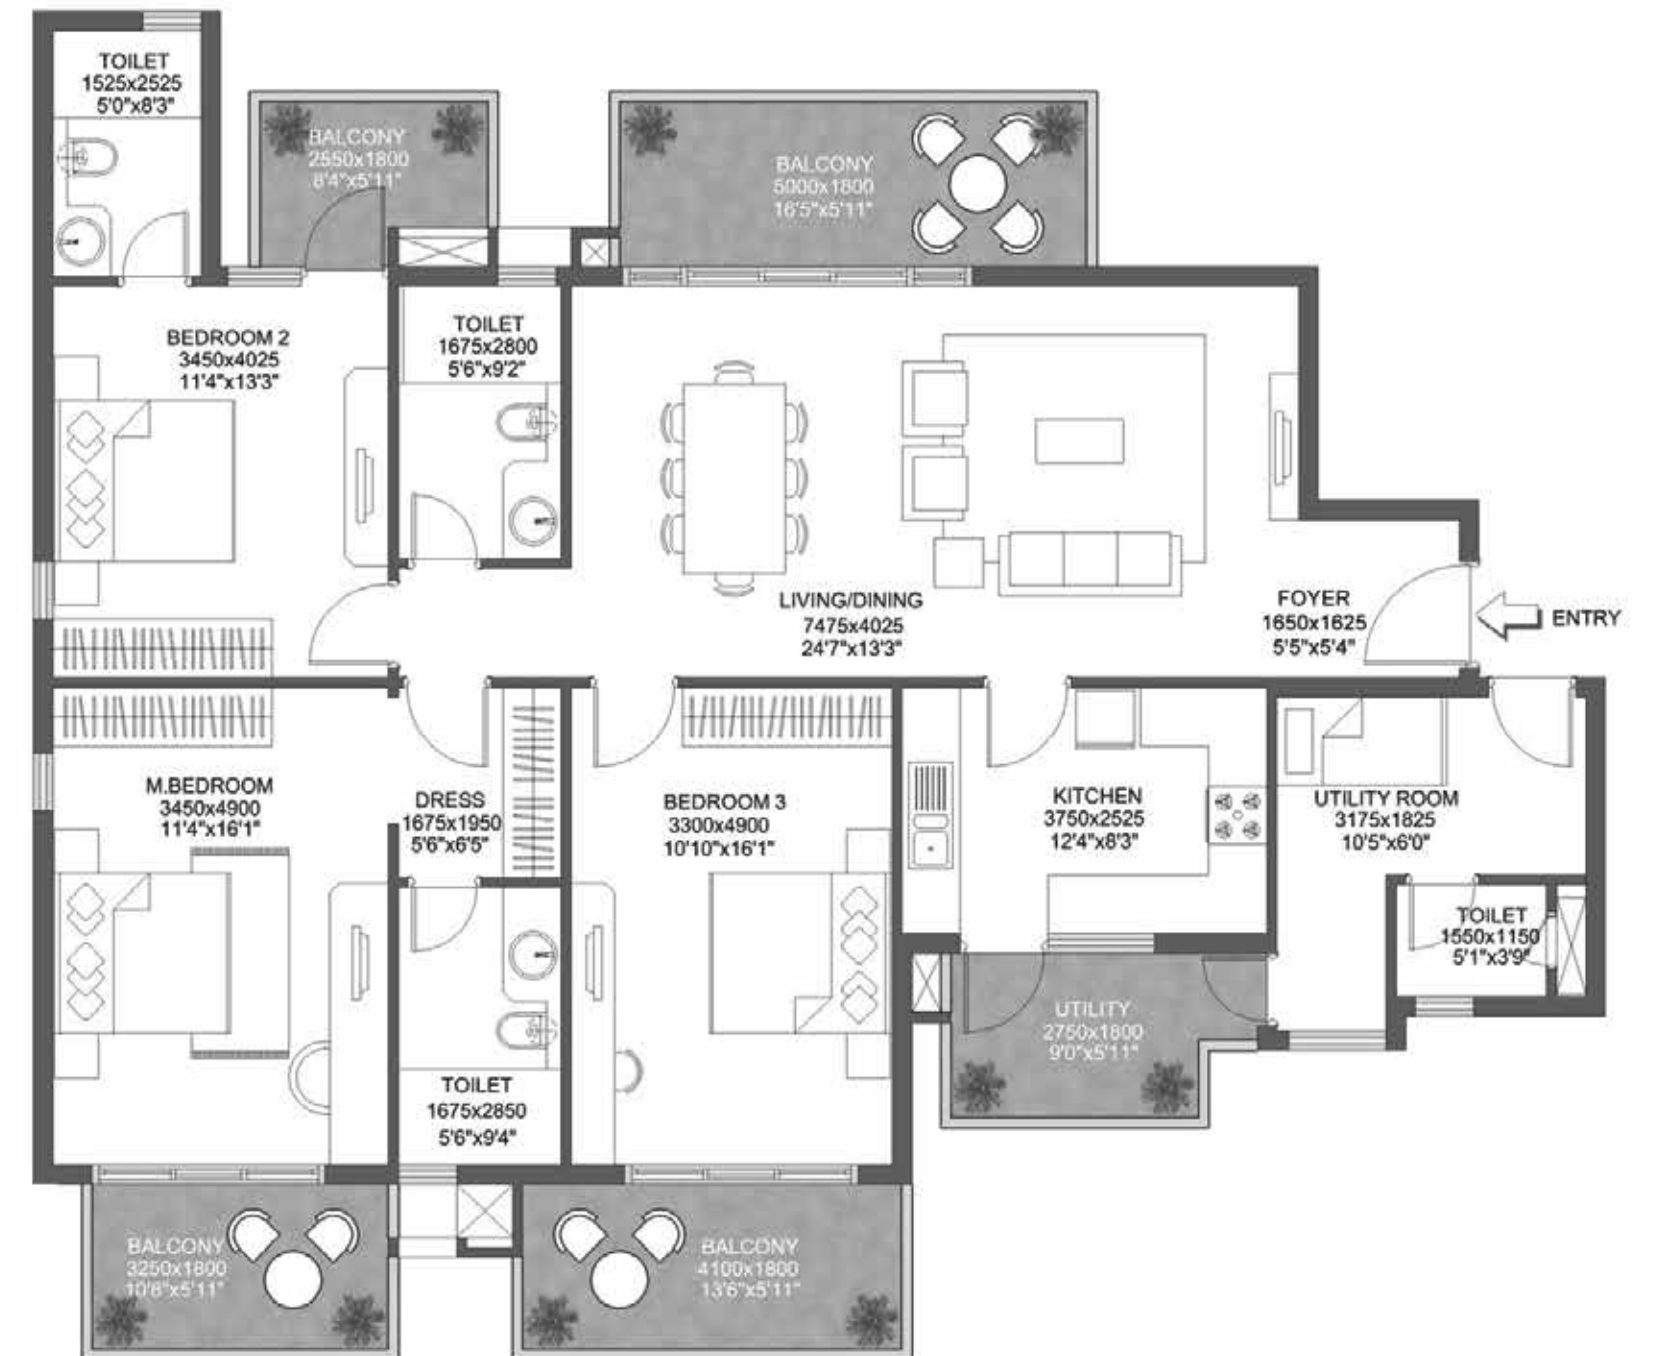 TOILET
1525x2525
5'0"x8'3"
BALCONY
2550x1800
8'4"x5'11"
BALCONY
5000x1800
16'5"x5'11"
BEDROOM 2
3450x4025
11'4"x13'3"
TOILET
1675x2800
5'6"x9'2"
LIVING/DINING
7475x4025
24'7"x13'3"
FOYER
1650x1625
5'5"x5'4"
ENTRY
M.BEDROOM
3450x4900
11'4"x16'1"
DRESS
1675x1950
5'6"x6'5"
BEDROOM 3
3300x4900
10'10"x16'1"
KITCHEN
3750x2525
12'4"x8'3"
UTILITY ROOM
3175x1825
10'5"x6'0"
TOILET
1550x1150
5'1"x3'9"
UTILITY
2750x1800
9'0"x5'11"
TOILET
1675x2850
5'6"x9'4"
BALCONY
3250x1800
10'8"x5'11"
BALCONY
4100x1800
13'6"x5'11"